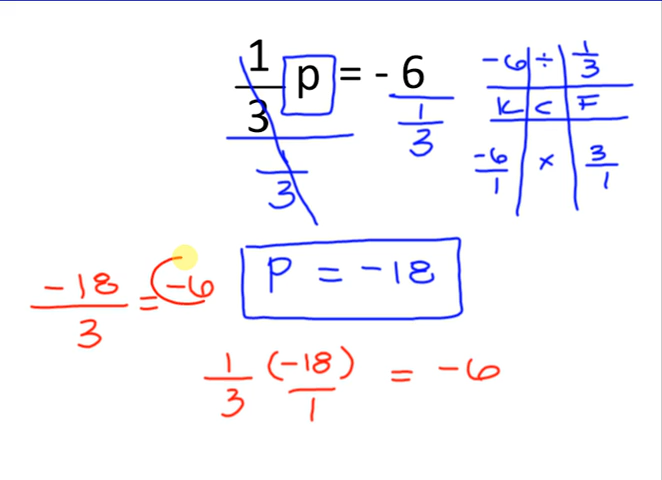 1/3 p = - 6
1/3 1/3
-6 ÷ 1/3
K C F
-6/1 × 3/1
P = -18
-18/3 = -6
1/3 (-18)/1 = -6